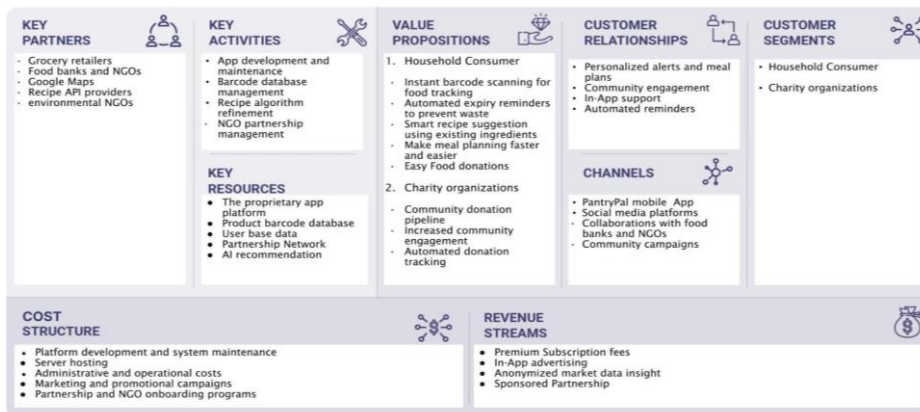 KEY
PARTNERS
· Grocery retailers
· Food banks and NGOs
· Google Maps
· Recipe API providers
· environmental NGOs
KEY
ACTIVITIES
• App development and
maintenance
• Barcode database
management
• Recipe algorithm
refinement
· NGO partnership
management
KEY
RESOURCES
● The proprietary app
platform
● Product barcode database
● User base data
● Partnership Network
● AI recommendation
VALUE
PROPOSITIONS
1. Household Consumer
· Instant barcode scanning for
food tracking
· Automated expiry reminders
to prevent waste
· Smart recipe suggestion
using existing ingredients
· Make meal planning faster
and easier
· Easy Food donations
2. Charity organizations
· Community donation
pipeline
· Increased community
engagement
· Automated donation
tracking
CUSTOMER
RELATIONSHIPS
• Personalized alerts and meal
plans
• Community engagement
• In-App support
• Automated reminders
CHANNELS
• PantryPal mobile App
• Social media platforms
• Collaborations with food
banks and NGOs
• Community campaigns
CUSTOMER
SEGMENTS
• Household Consumer
• Charity organizations
COST
STRUCTURE
• Platform development and system maintenance
• Server hosting
• Administrative and operational costs
• Marketing and promotional campaigns
• Partnership and NGO onboarding programs
REVENUE
STREAMS
● Premium Subscription fees
● In-App advertising
● Anonymized market data insight
● Sponsored Partnership